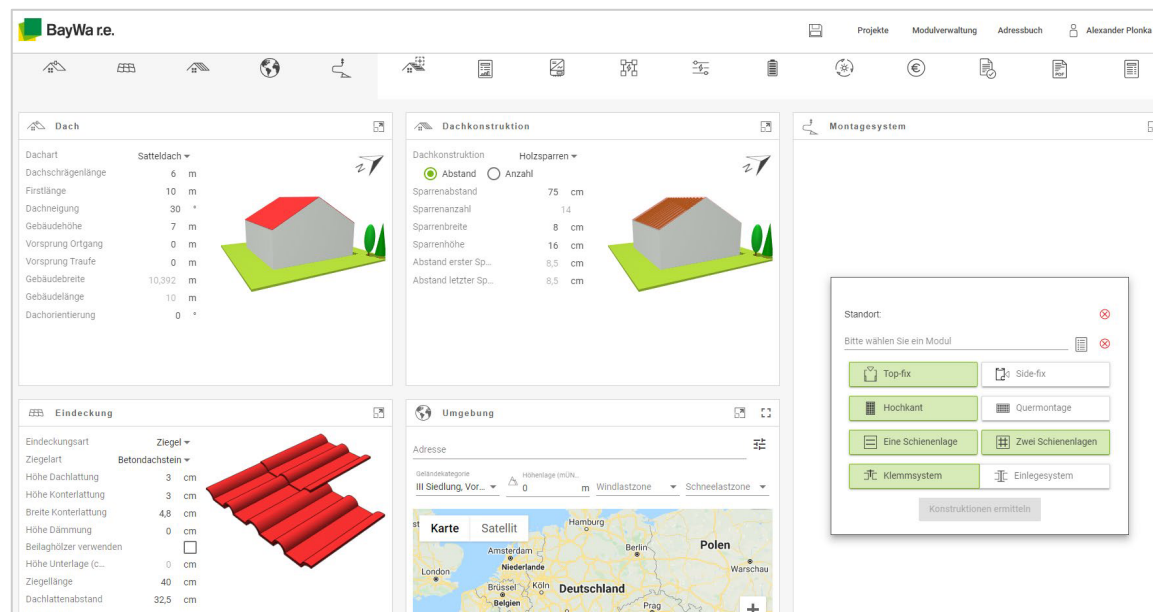 BayWa r.e.
Projekte Modulverwaltung Adressbuch Alexander Plonka
Dach
Dachart Satteldach
Dachschrägenlänge 6 m
Firstlänge 10 m
Dachneigung 30 °
Gebäudehöhe 7 m
Vorsprung Ortgang 0 m
Vorsprung Traufe 0 m
Gebäudebreite 10,392 m
Gebäudelänge 10 m
Dachorientierung 0 °
N
Dachkonstruktion
Dachkonstruktion Holzsparren
Abstand Anzahl
Sparrenabstand 75 cm
Sparrenanzahl 14
Sparrenbreite 8 cm
Sparrenhöhe 16 cm
Abstand erster Sp... 8,5 cm
Abstand letzter Sp... 8,5 cm
N
Montagesystem
Standort:
Bitte wählen Sie ein Modul
Top-fix Side-fix
Hochkant Quermontage
Eine Schienenlage Zwei Schienenlagen
Klemmsystem Einlegesystem
Konstruktionen ermitteln
Eindeckung
Eindeckungsart Ziegel
Ziegelart Betondachstein
Höhe Dachlattung 3 cm
Höhe Konterlattung 3 cm
Breite Konterlattung 4,8 cm
Höhe Dämmung 0 cm
Beilaghölzer verwenden
Höhe Unterlage (c... 0 cm
Ziegellänge 40 cm
Dachlattenabstand 32,5 cm
Umgebung
Adresse
Geländekategorie Höhenlage (müN...
III Siedlung, Vor... 0 m Windlastzone Schneelastzone
Karte Satellit
Hamburg
Amsterdam Berlin Polen
Niederlande Warschau
London
Brüssel Köln Deutschland
Belgien Prag
+